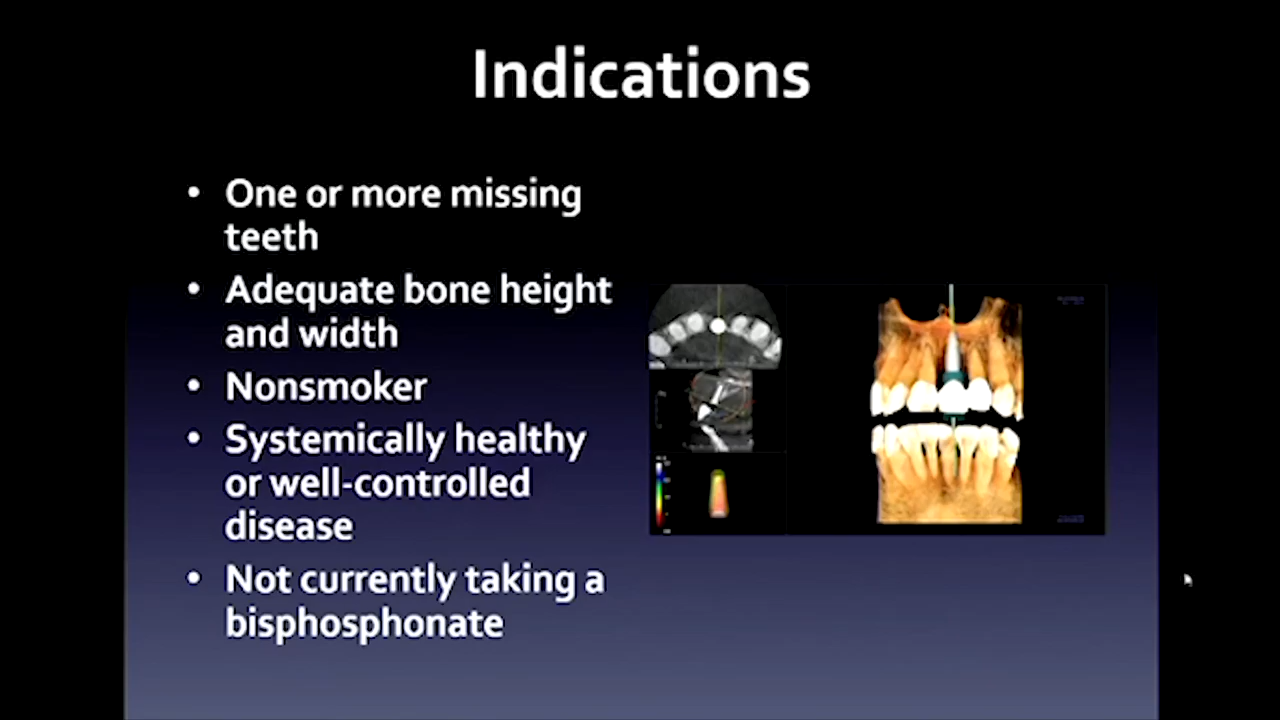 Indications
• One or more missing
teeth
• Adequate bone height
and width
• Nonsmoker
• Systemically healthy
or well-controlled
disease
• Not currently taking a
bisphosphonate